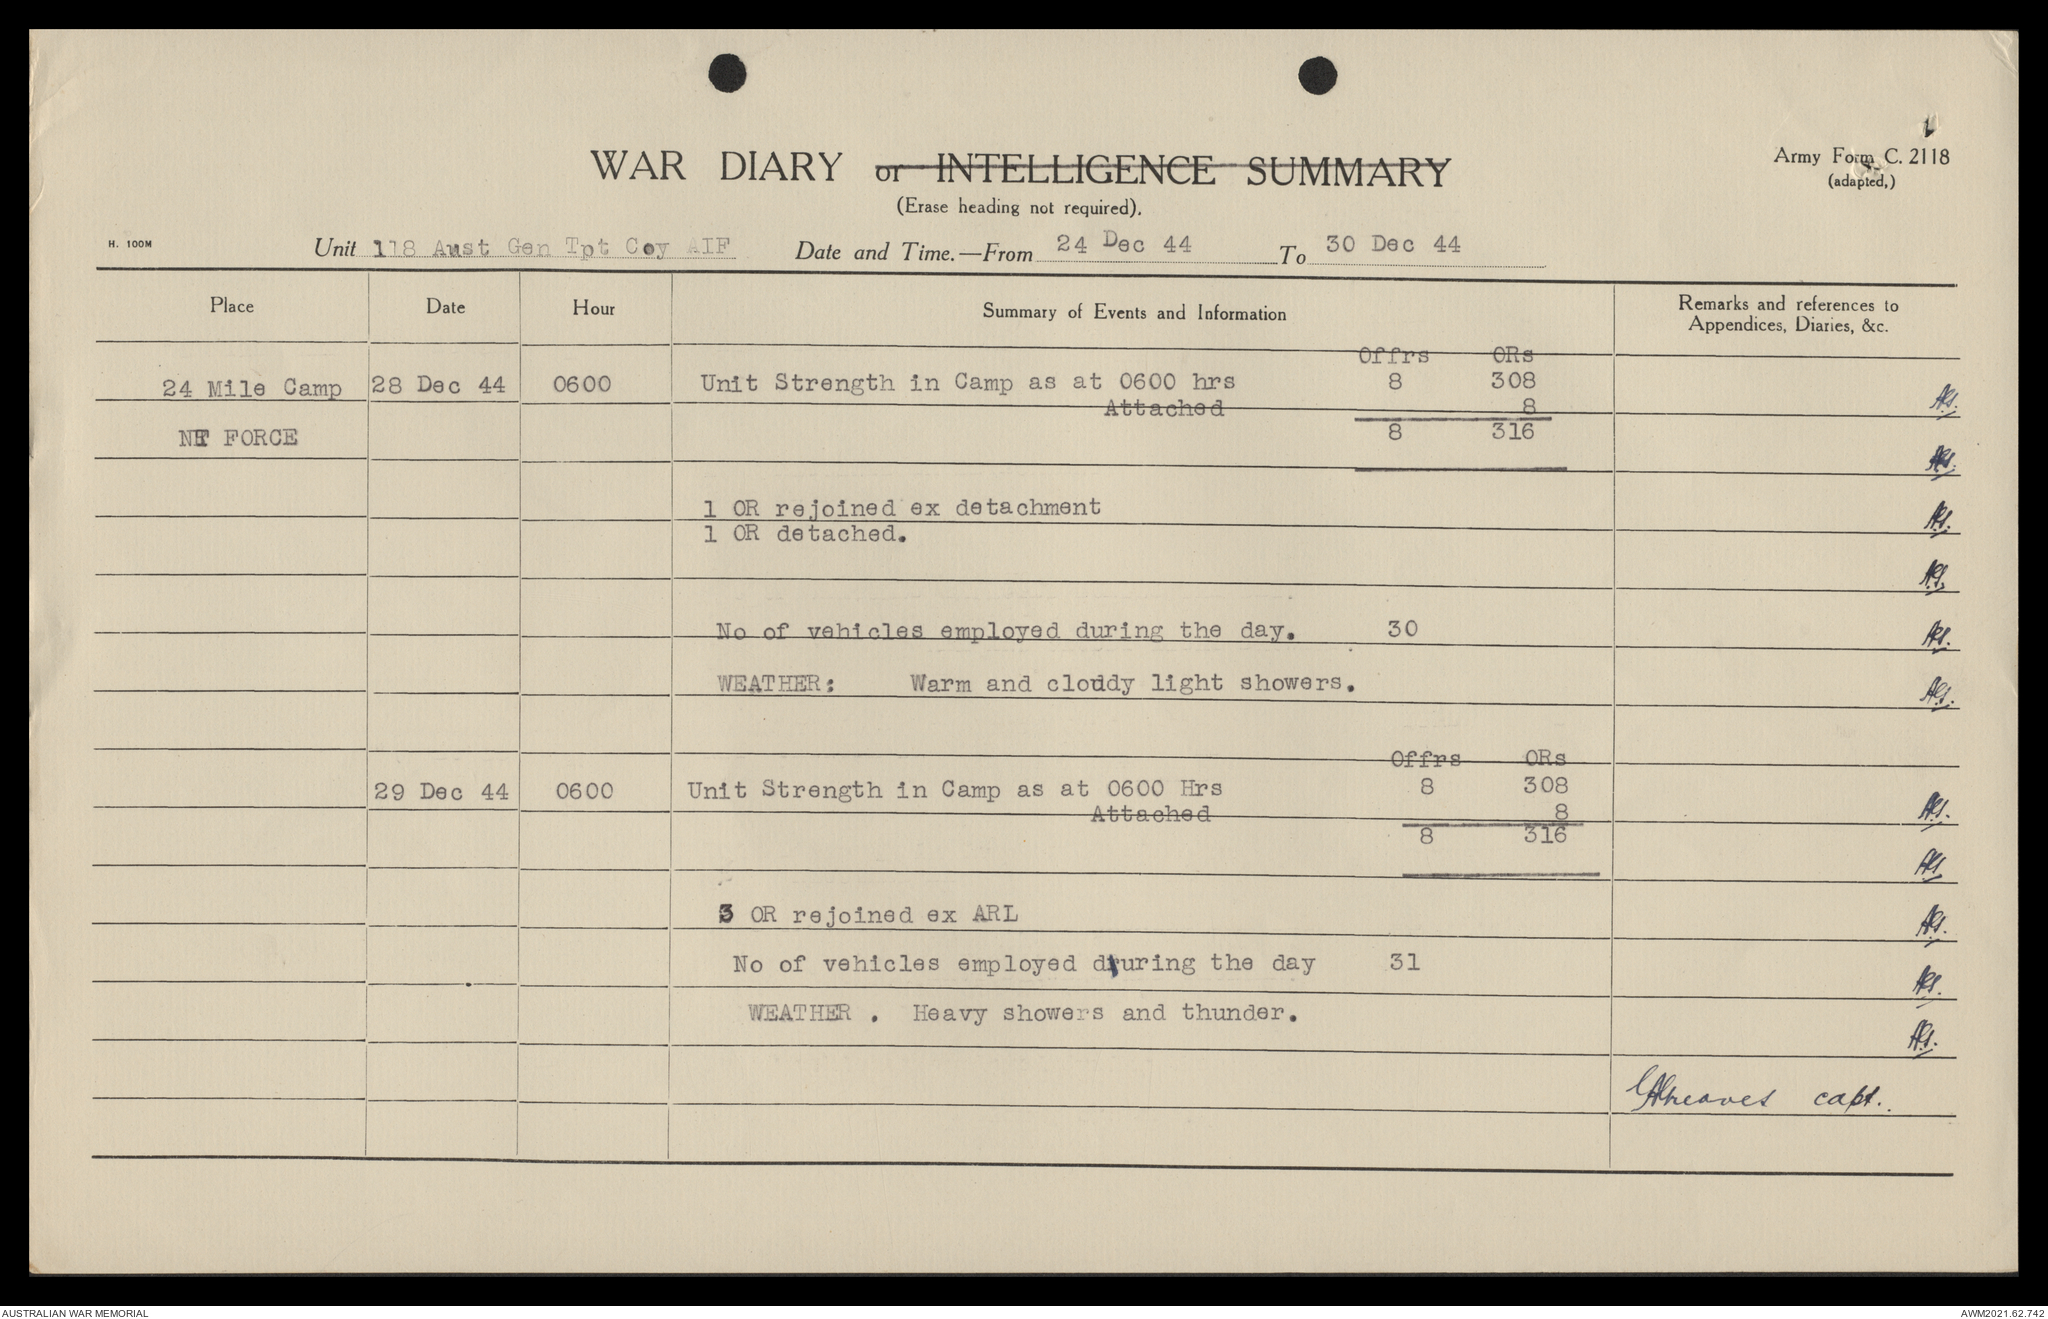 WAR DIARY or INTELLIGENCE SUMMARY
(Erase heading not required).
Army Form C. 2118
(adapted,)
H. 100M
Unit 118 Aust Gen Tpt Coy AIF Date and Time.—From 24 Dec 44 To 30 Dec 44
Place Date Hour Summary of Events and Information Remarks and references to Appendices, Diaries, &c.
Offrs ORs
24 Mile Camp 28 Dec 44 0600 Unit Strength in Camp as at 0600 hrs 8 308
Attached 8
NT FORCE 8 316
1 OR rejoined ex detachment
1 OR detached.
No of vehicles employed during the day. 30
WEATHER: Warm and cloudy light showers.
Offrs ORs
29 Dec 44 0600 Unit Strength in Camp as at 0600 Hrs 8 308
Attached 8
8 316
3 OR rejoined ex ARL
No of vehicles employed during the day 31
WEATHER . Heavy showers and thunder.
capt.
AUSTRALIAN WAR MEMORIAL
AWM2021.62.742